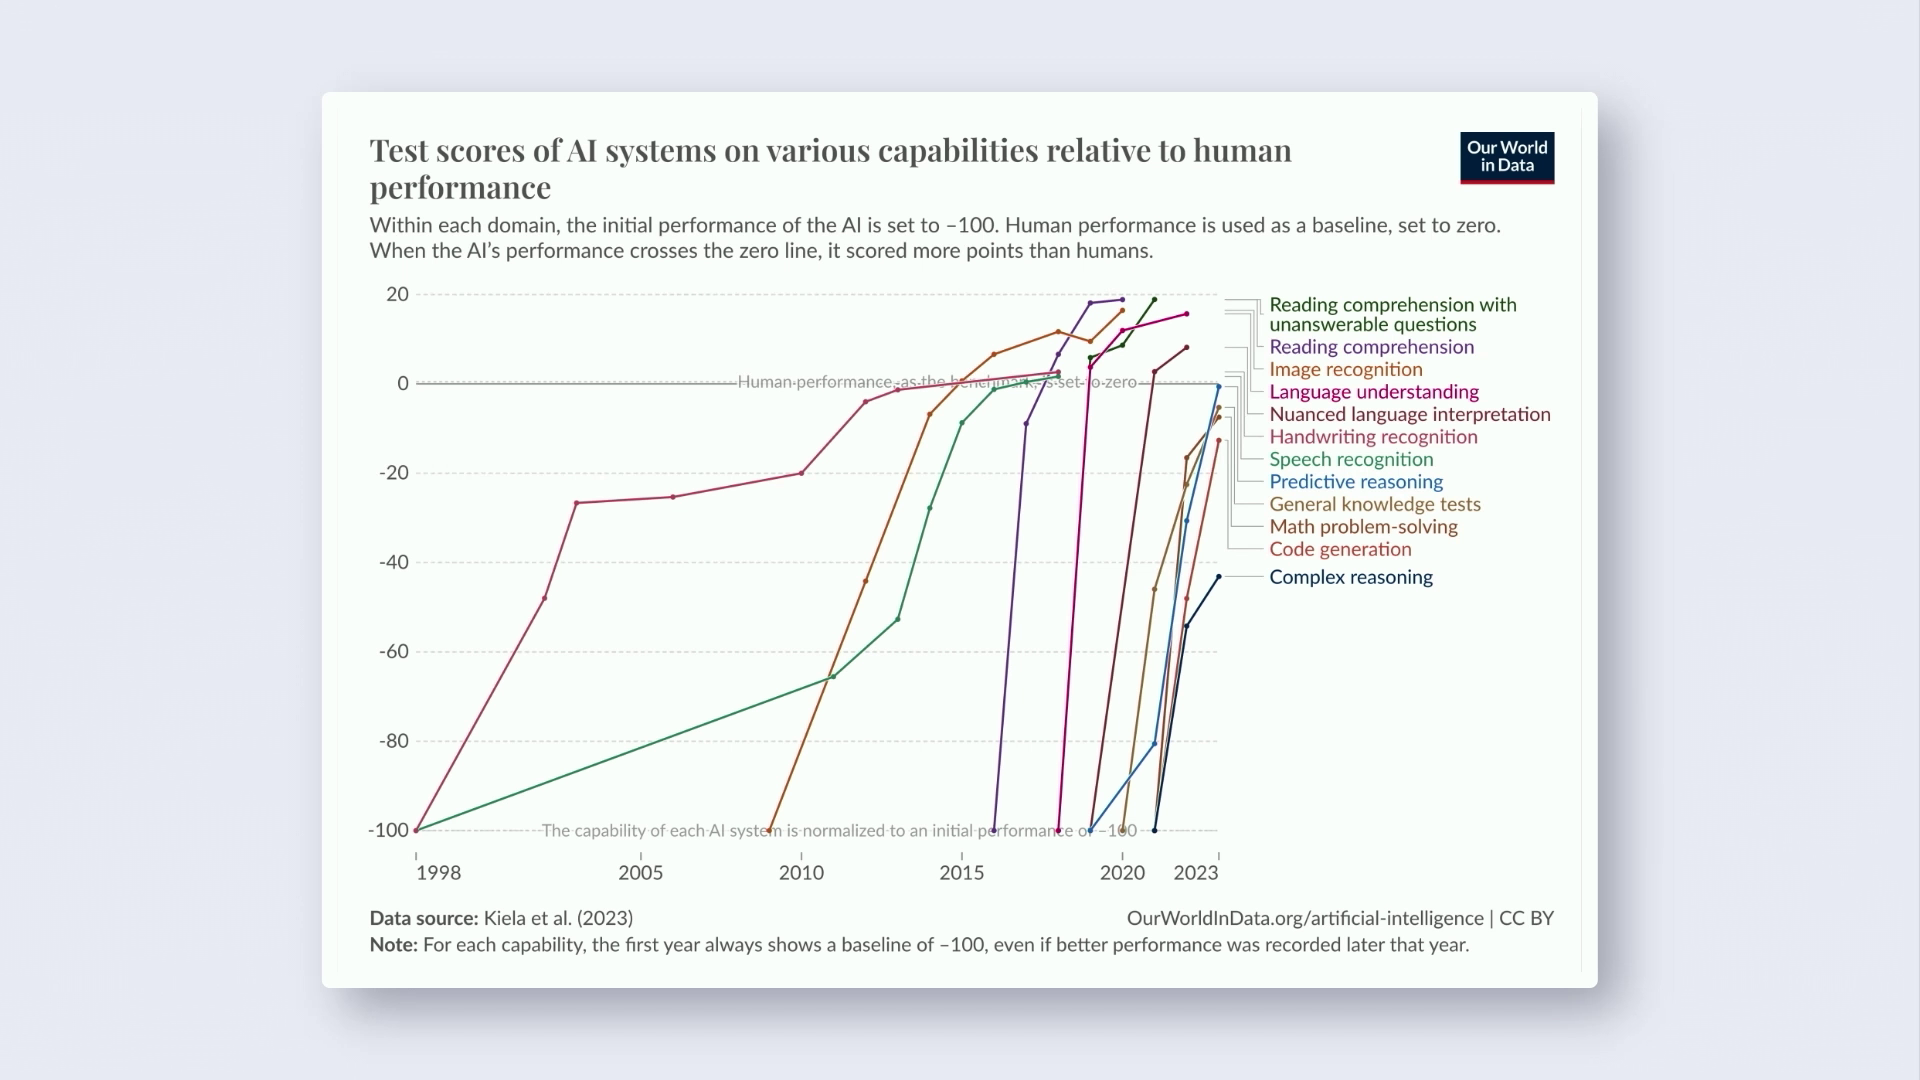 Test scores of AI systems on various capabilities relative to human
performance
Our World
in Data
Within each domain, the initial performance of the AI is set to −100. Human performance is used as a baseline, set to zero.
When the AI's performance crosses the zero line, it scored more points than humans.
20
0
-20
-40
-60
-80
-100
Human performance, as the benchmark, is set to zero
The capability of each AI system is normalized to an initial performance of −100
Reading comprehension with
unanswerable questions
Reading comprehension
Image recognition
Language understanding
Nuanced language interpretation
Handwriting recognition
Speech recognition
Predictive reasoning
General knowledge tests
Math problem-solving
Code generation
Complex reasoning
1998
2005
2010
2015
2020
2023
Data source: Kiela et al. (2023)
OurWorldInData.org/artificial-intelligence | CC BY
Note: For each capability, the first year always shows a baseline of −100, even if better performance was recorded later that year.